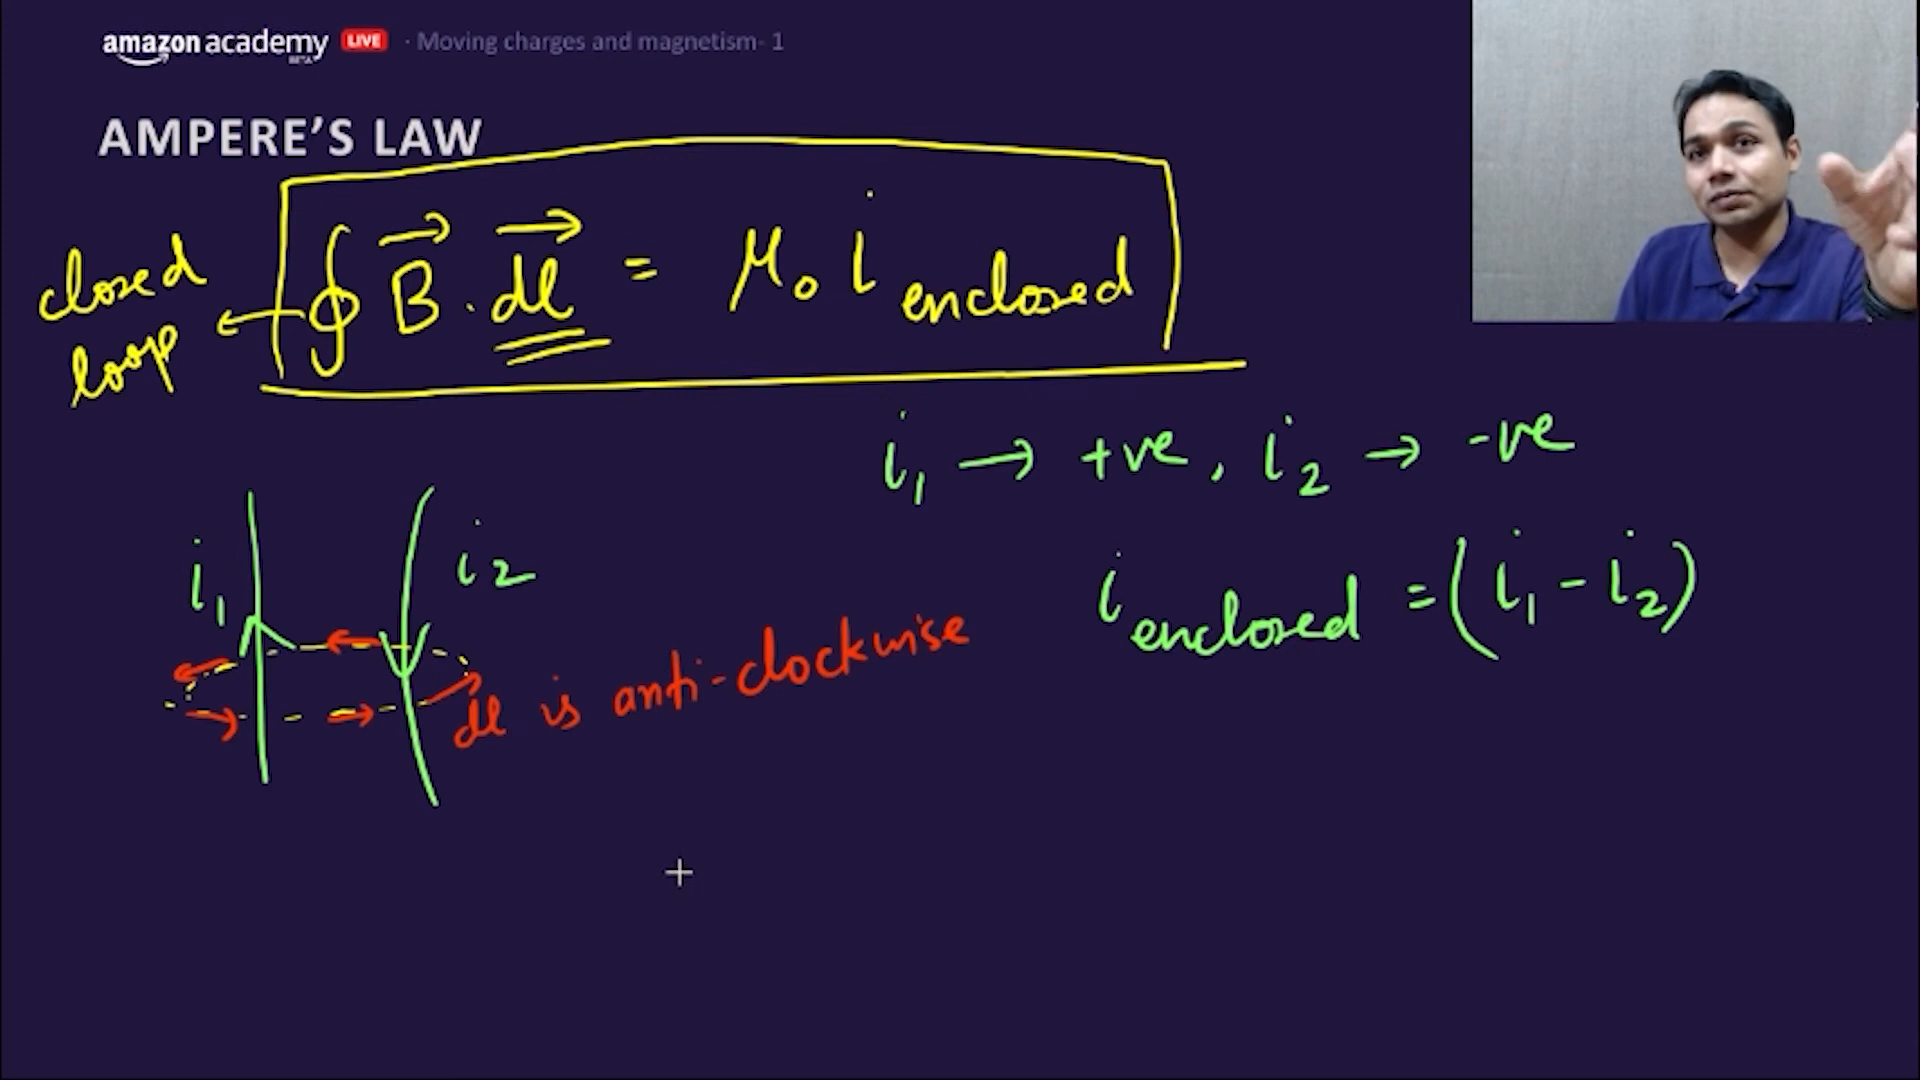 amazon academy LIVE · Moving charges and magnetism- 1
BETA
AMPERE'S LAW
closed loop
∮ B⃗ . dl⃗ = μ₀ i enclosed
i₁ → +ve, i₂ → -ve
i₁
i₂
i enclosed = (i₁ - i₂)
dl is anti-clockwise